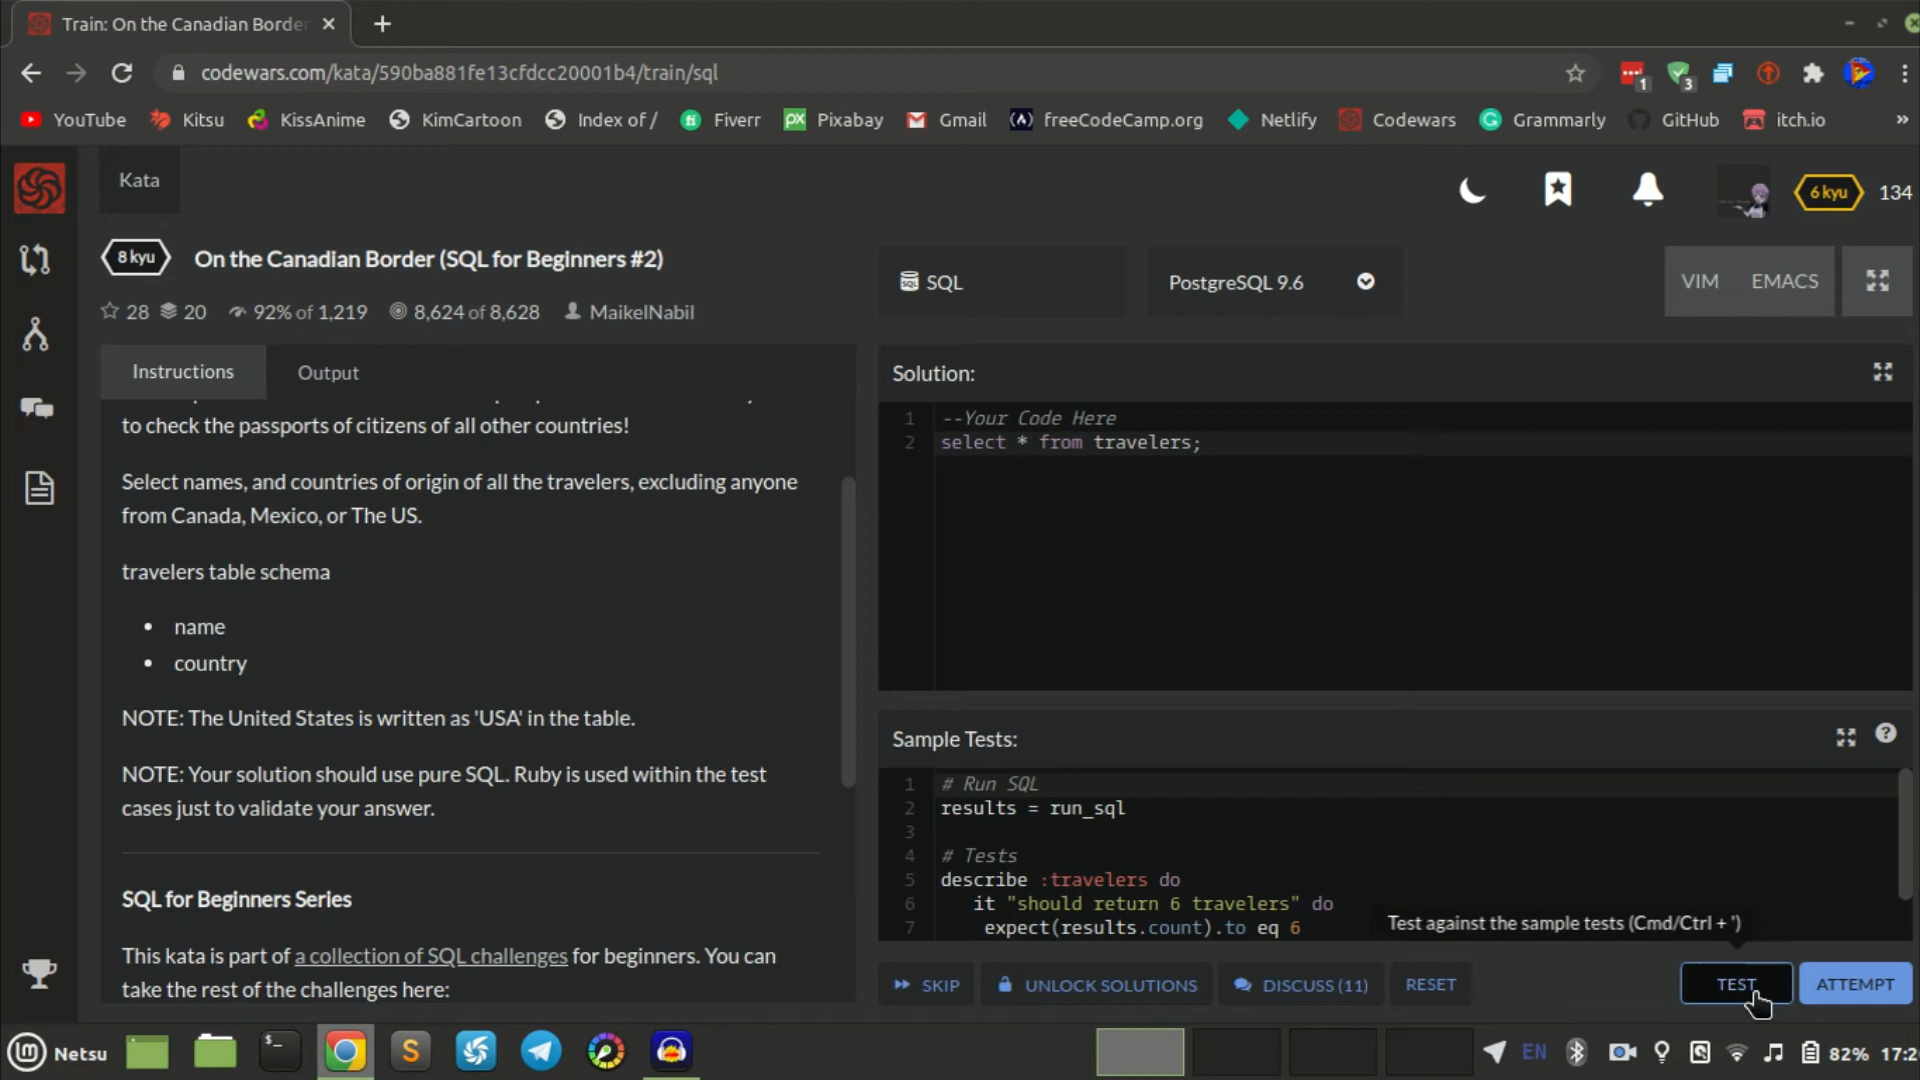 Train: On the Canadian Borde
codewars.com/kata/590ba881fe13cfdcc20001b4/train/sql
1
3
YouTube
Kitsu
KissAnime
KimCartoon
Index of /
Fiverr
Pixabay
Gmail
freeCodeCamp.org
Netlify
Codewars
Grammarly
GitHub
itch.io
»
Kata
6 kyu
134
8 kyu
On the Canadian Border (SQL for Beginners #2)
28
20
92% of 1,219
8,624 of 8,628
MaikelNabil
SQL
PostgreSQL 9.6
VIM
EMACS
Instructions
Output
to check the passports of citizens of all other countries!
Select names, and countries of origin of all the travelers, excluding anyone
from Canada, Mexico, or The US.
travelers table schema
• name
• country
NOTE: The United States is written as 'USA' in the table.
NOTE: Your solution should use pure SQL. Ruby is used within the test
cases just to validate your answer.
SQL for Beginners Series
This kata is part of a collection of SQL challenges for beginners. You can
take the rest of the challenges here:
Solution:
1 --Your Code Here
2 select * from travelers;
Sample Tests:
1 # Run SQL
2 results = run_sql
3
4 # Tests
5 describe :travelers do
6 it "should return 6 travelers" do
7 expect(results.count).to eq 6
Test against the sample tests (Cmd/Ctrl + ')
SKIP
UNLOCK SOLUTIONS
DISCUSS (11)
RESET
TEST
ATTEMPT
Netsu
EN
82%
17:2